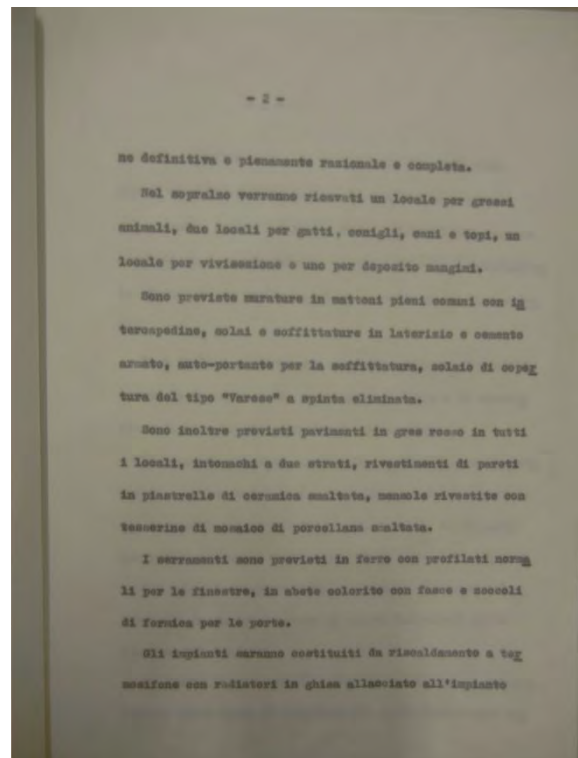 - 2 -
ne definitiva e pienamente razionale e completa.
Nel sopralzo verranno ricavati un locale per grossi
animali, due locali per gatti, conigli, cani e topi, un
locale per vivisezione e uno per deposito mangimi.
Sono previste murature in mattoni pieni comuni con in
tercapedine, solai e soffittature in laterizio e cemento
armato, auto-portante per la soffittatura, solaio di coper
tura del tipo "Varese" a spinta eliminata.
Sono inoltre previsti pavimenti in gres rosso in tutti
i locali, intonachi a due strati, rivestimenti di pareti
in piastrelle di ceramica smaltata, mensole rivestite con
tesserine di mosaico di porcellana smaltata.
I serramenti sono previsti in ferro con profilati norma
li per le finestre, in abete colorito con fasce e zoccoli
di formica per le porte.
Gli impianti saranno costituiti da riscaldamento a ter
mosifone con radiatori in ghisa allacciato all'impianto